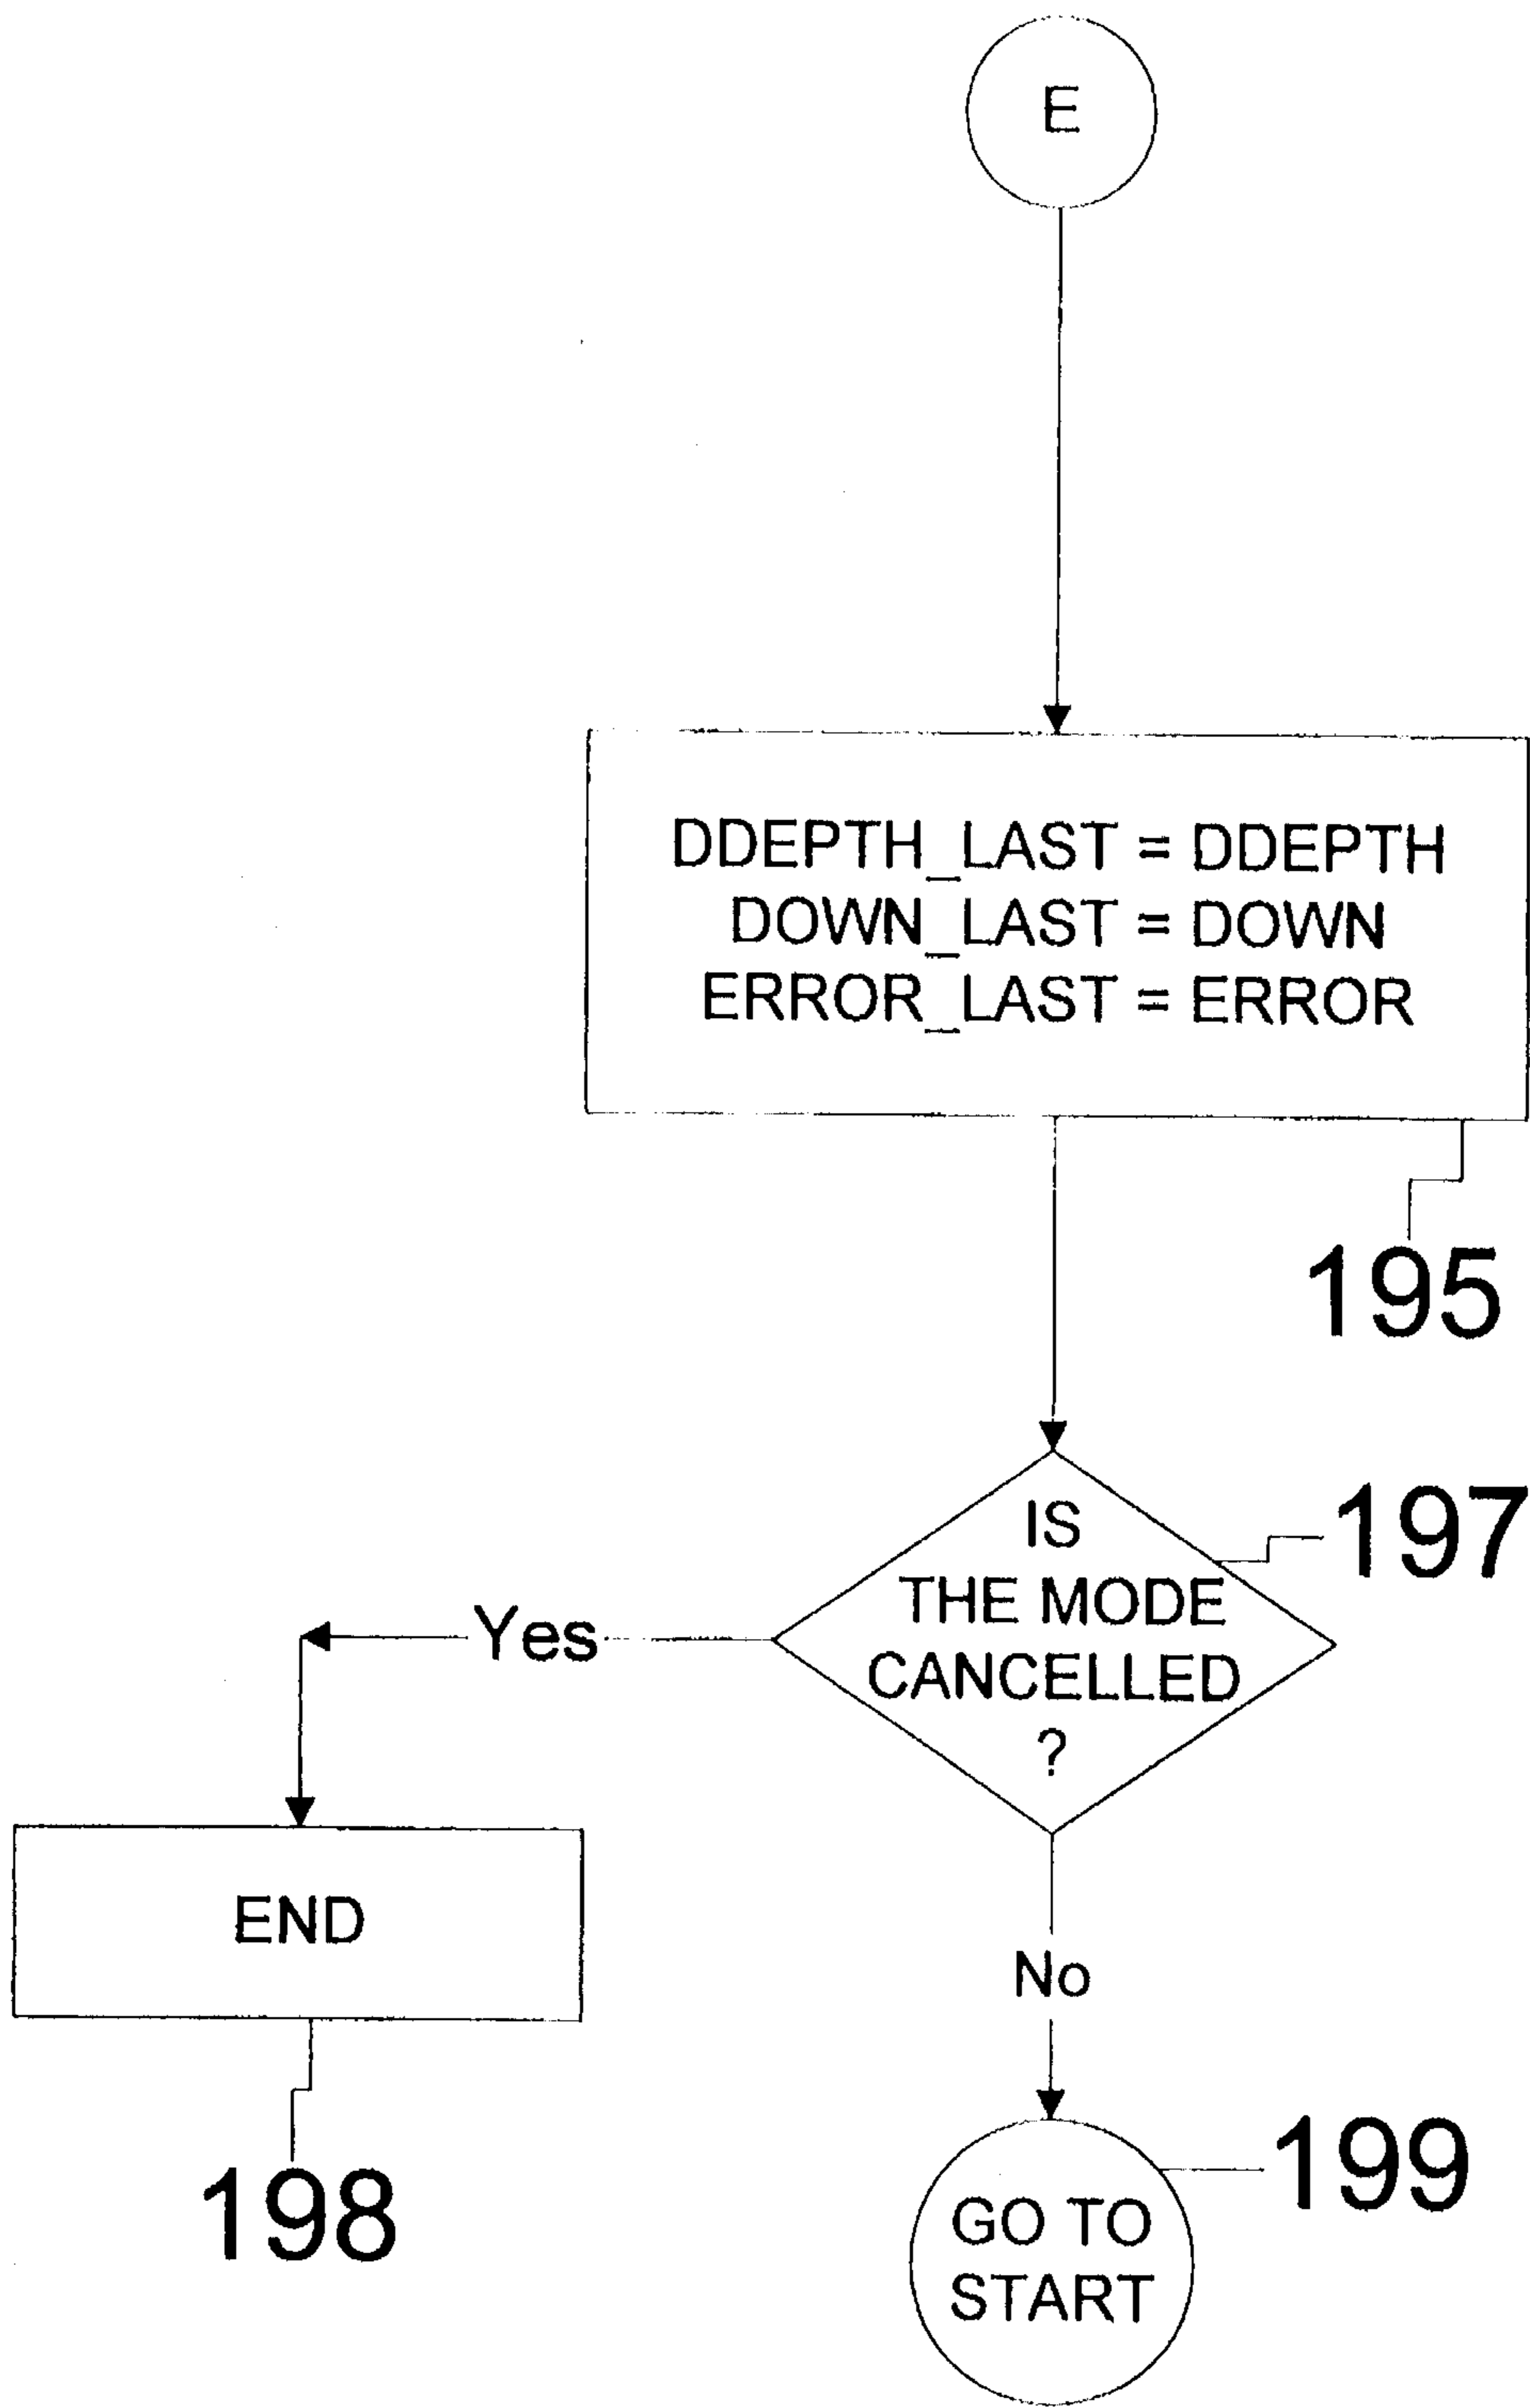 E
DDEPTH_LAST = DDEPTH
DOWN_LAST = DOWN
ERROR_LAST = ERROR
195
IS
THE MODE
CANCELLED
?
197
Yes
END
198
No
GO TO
START
199